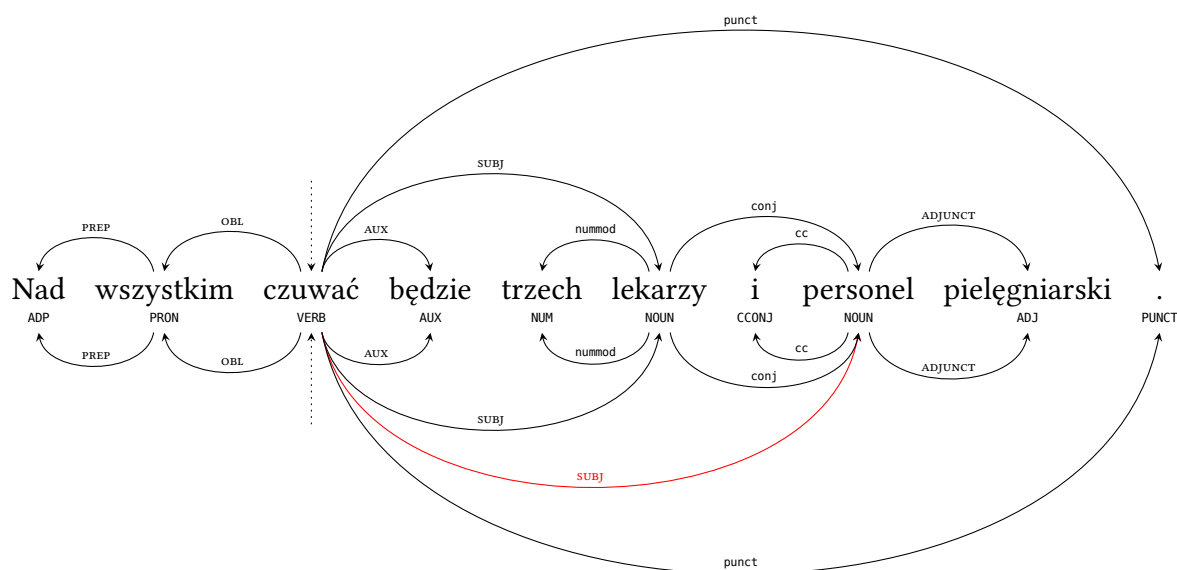 punct
SUBJ
conj
PREP OBL AUX nummod cc ADJUNCT
Nad wszystkim czuwać będzie trzech lekarzy i personel pielęgniarski .
ADP PRON VERB AUX NUM NOUN CCONJ NOUN ADJ PUNCT
PREP OBL AUX nummod cc ADJUNCT
conj
SUBJ
SUBJ
punct